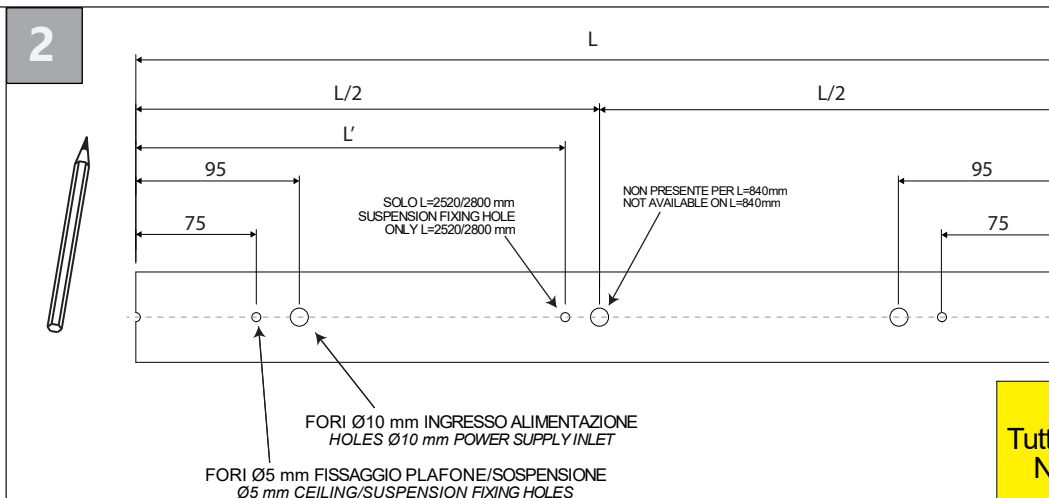 2
L
L/2
L/2
L’
95
95
SOLO L=2520/2800 mm
SUSPENSION FIXING HOLE
ONLY L=2520/2800 mm
NON PRESENTE PER L=840mm
NOT AVAILABLE ON L=840mm
75
75
FORI Ø10 mm INGRESSO ALIMENTAZIONE
HOLES Ø10 mm POWER SUPPLY INLET
FORI Ø5 mm FISSAGGIO PLAFONE/SOSPENSIONE
Ø5 mm CEILING/SUSPENSION FIXING HOLES